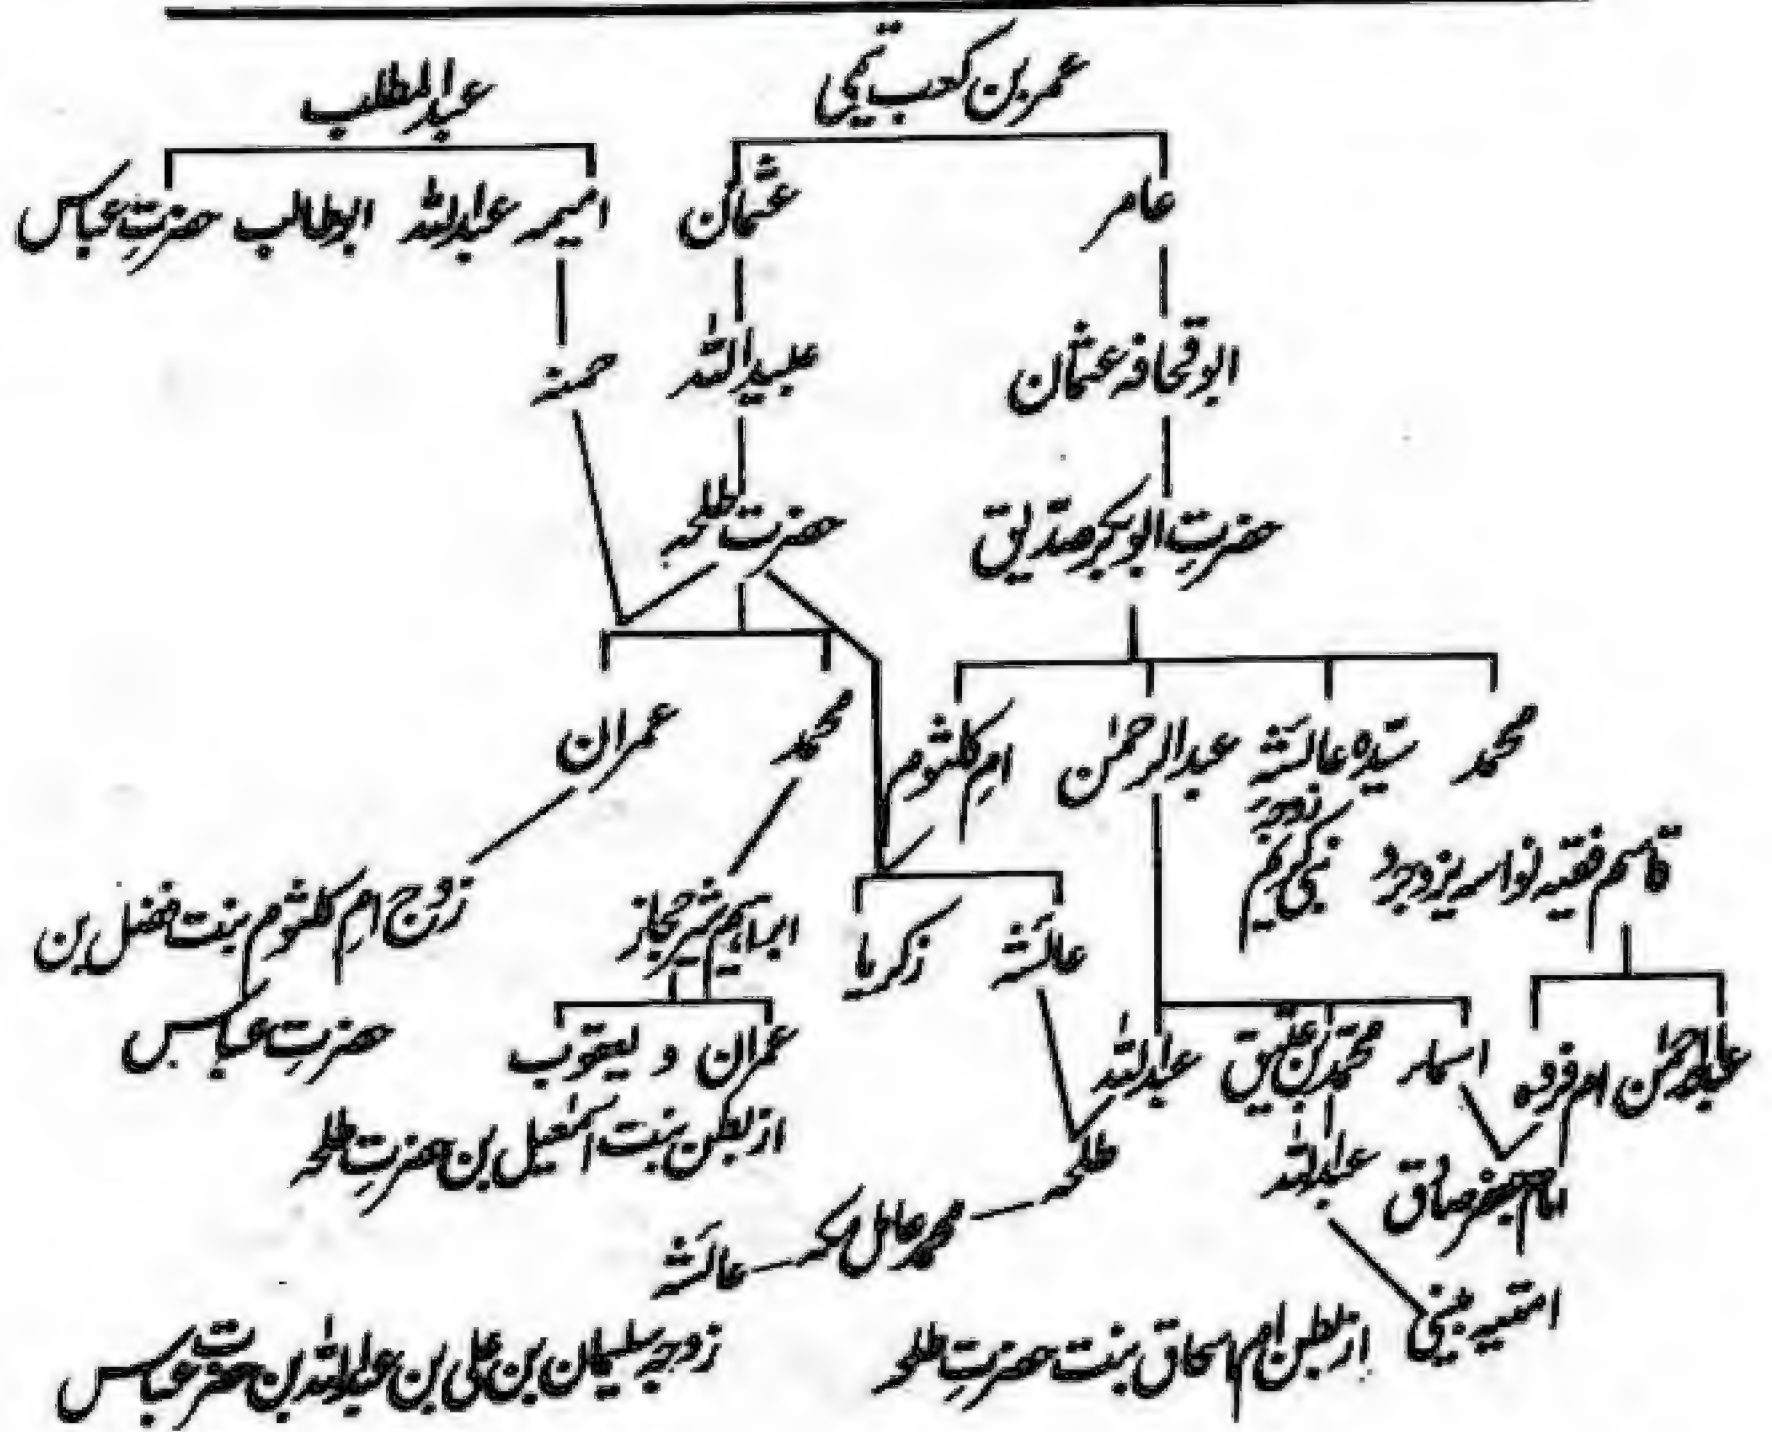 عمر بن کعب تیمی
عبدالمطلب
عامر
عثمان
امیمہ عبداللہ ابوطالب حضرتِ عباس
ابوقحافہ عثمان
عبیداللہ
حمنہ
حضرتِ ابوبکر صدیق
حضرت طلحہ
محمد
سیّدہ عائشہ
زوجہ
نبی کریم
عبدالرحمٰن
امِ کلثوم
محمد
عمران
قاسم فقیہ نواسہ یزدجرد
عائشہ
زکریا
ابراہیم شیر حجاز
زوج امِ کلثوم بنت فضل بن
حضرتِ عباس
عبدالرحمٰن ام فروہ
اسماء
محمد بن عتیق
عبداللہ
عمران و یعقوب
از بطن بنت اسمٰعیل بن حضرتِ طلحہ
امام جعفر صادق
عبداللہ
طلحہ
محمد عامل مکہ
عائشہ
از بطن ام اسحاق بنت حضرتِ طلحہ
زوجہ سلیمان بن علی بن عبداللہ بن حضرت عباس